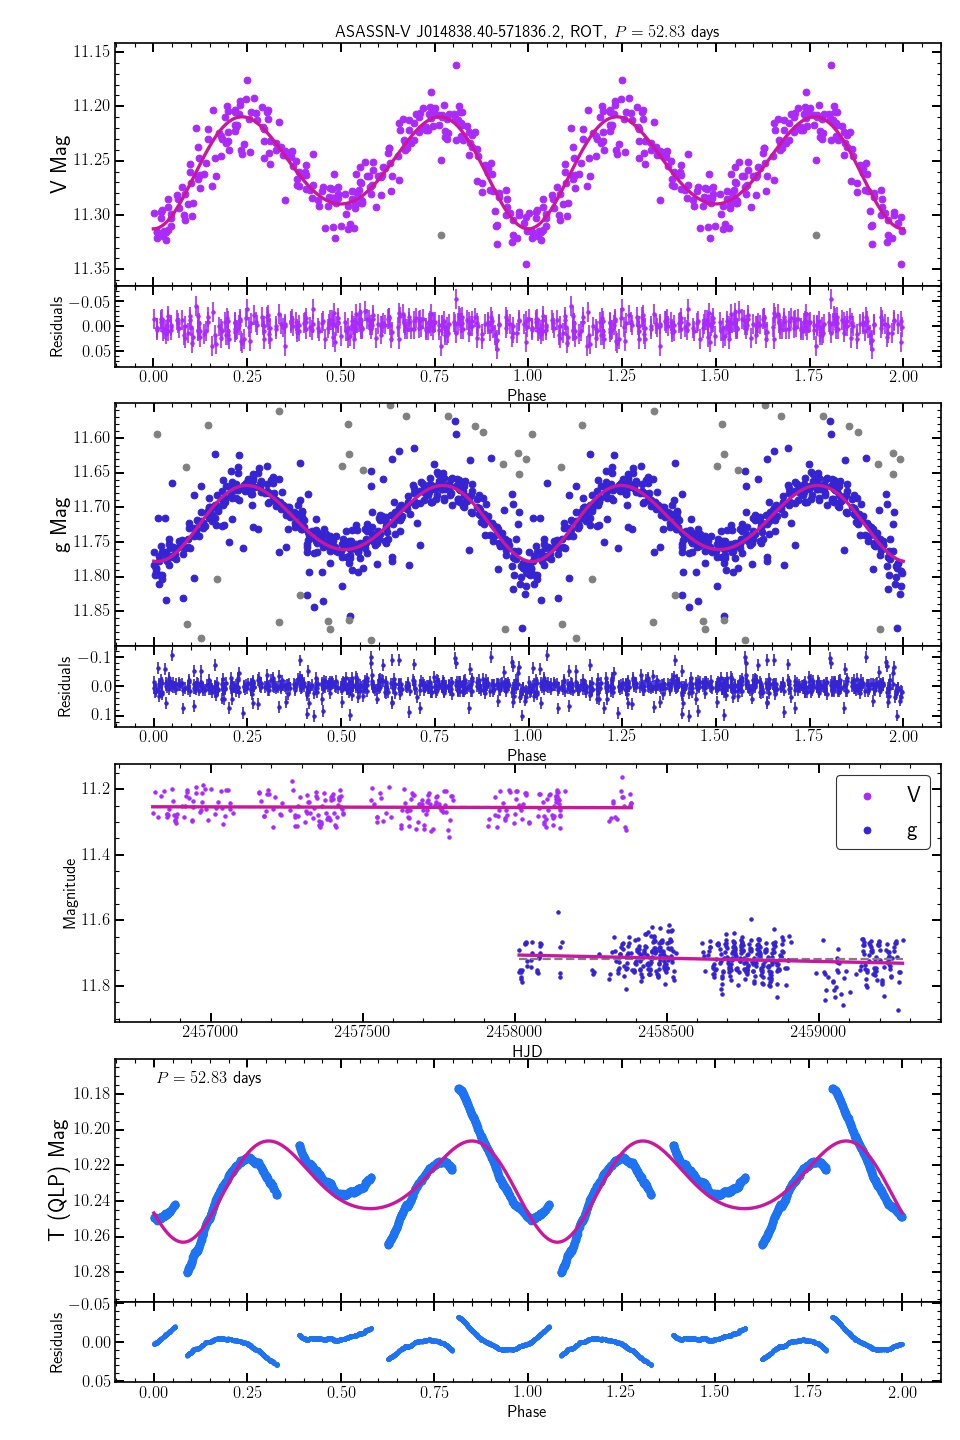 ASASSN-V J014838.40-571836.2, ROT, P = 52.83 days
11.15
11.20
11.25
11.30
11.35
V Mag
−0.05
0.00
0.05
Residuals
0.00 0.25 0.50 0.75 1.00 1.25 1.50 1.75 2.00
Phase
11.60
11.65
11.70
11.75
11.80
11.85
g Mag
−0.1
0.0
0.1
Residuals
0.00 0.25 0.50 0.75 1.00 1.25 1.50 1.75 2.00
Phase
11.2
11.4
11.6
11.8
Magnitude
V
g
2457000 2457500 2458000 2458500 2459000
HJD
P = 52.83 days
10.18
10.20
10.22
10.24
10.26
10.28
T (QLP) Mag
−0.05
0.00
0.05
Residuals
0.00 0.25 0.50 0.75 1.00 1.25 1.50 1.75 2.00
Phase